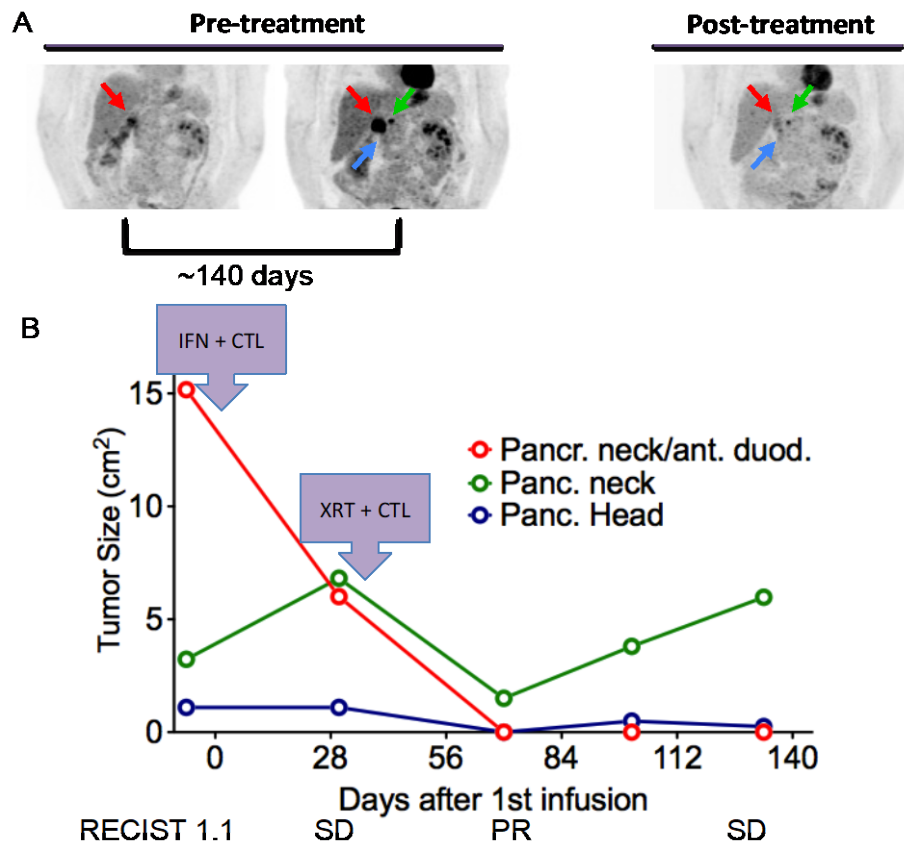 A
Pre-treatment
Post-treatment
~140 days
B
IFN + CTL
XRT + CTL
Pancr. neck/ant. duod.
Panc. neck
Panc. Head
Tumor Size (cm²)
15
10
5
0
0 28 56 84 112 140
Days after 1st infusion
RECIST 1.1 SD PR SD